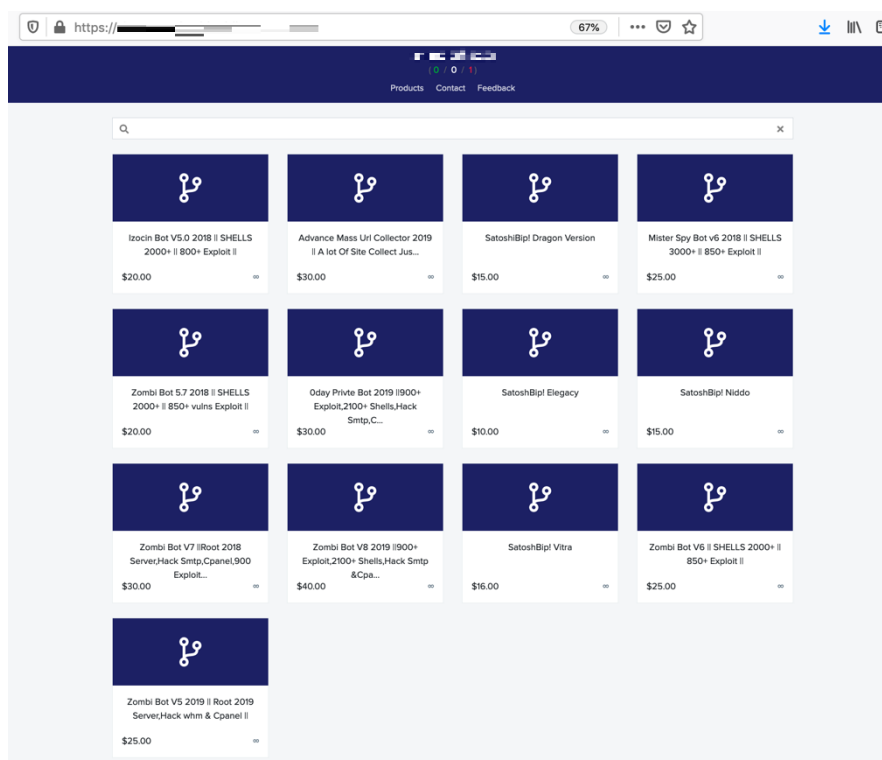 https://
67%
(0 / 0 / 1)
Products Contact Feedback
Izocin Bot V5.0 2018 || SHELLS
2000+ || 800+ Exploit ||
$20.00 ∞
Advance Mass Url Collector 2019
|| A lot Of Site Collect Jus...
$30.00 ∞
SatoshiBip! Dragon Version
$15.00 ∞
Mister Spy Bot v6 2018 || SHELLS
3000+ || 850+ Exploit ||
$25.00 ∞
Zombi Bot 5.7 2018 || SHELLS
2000+ || 850+ vulns Exploit ||
$20.00 ∞
0day Privte Bot 2019 ||900+
Exploit,2100+ Shells,Hack
Smtp,C...
$30.00 ∞
SatoshBip! Elegacy
$10.00 ∞
SatoshBip! Niddo
$15.00 ∞
Zombi Bot V7 ||Root 2018
Server,Hack Smtp,Cpanel,900
Exploit...
$30.00 ∞
Zombi Bot V8 2019 ||900+
Exploit,2100+ Shells,Hack Smtp
&Cpa...
$40.00 ∞
SatoshBip! Vitra
$16.00 ∞
Zombi Bot V6 || SHELLS 2000+ ||
850+ Exploit ||
$25.00 ∞
Zombi Bot V5 2019 || Root 2019
Server,Hack whm & Cpanel ||
$25.00 ∞